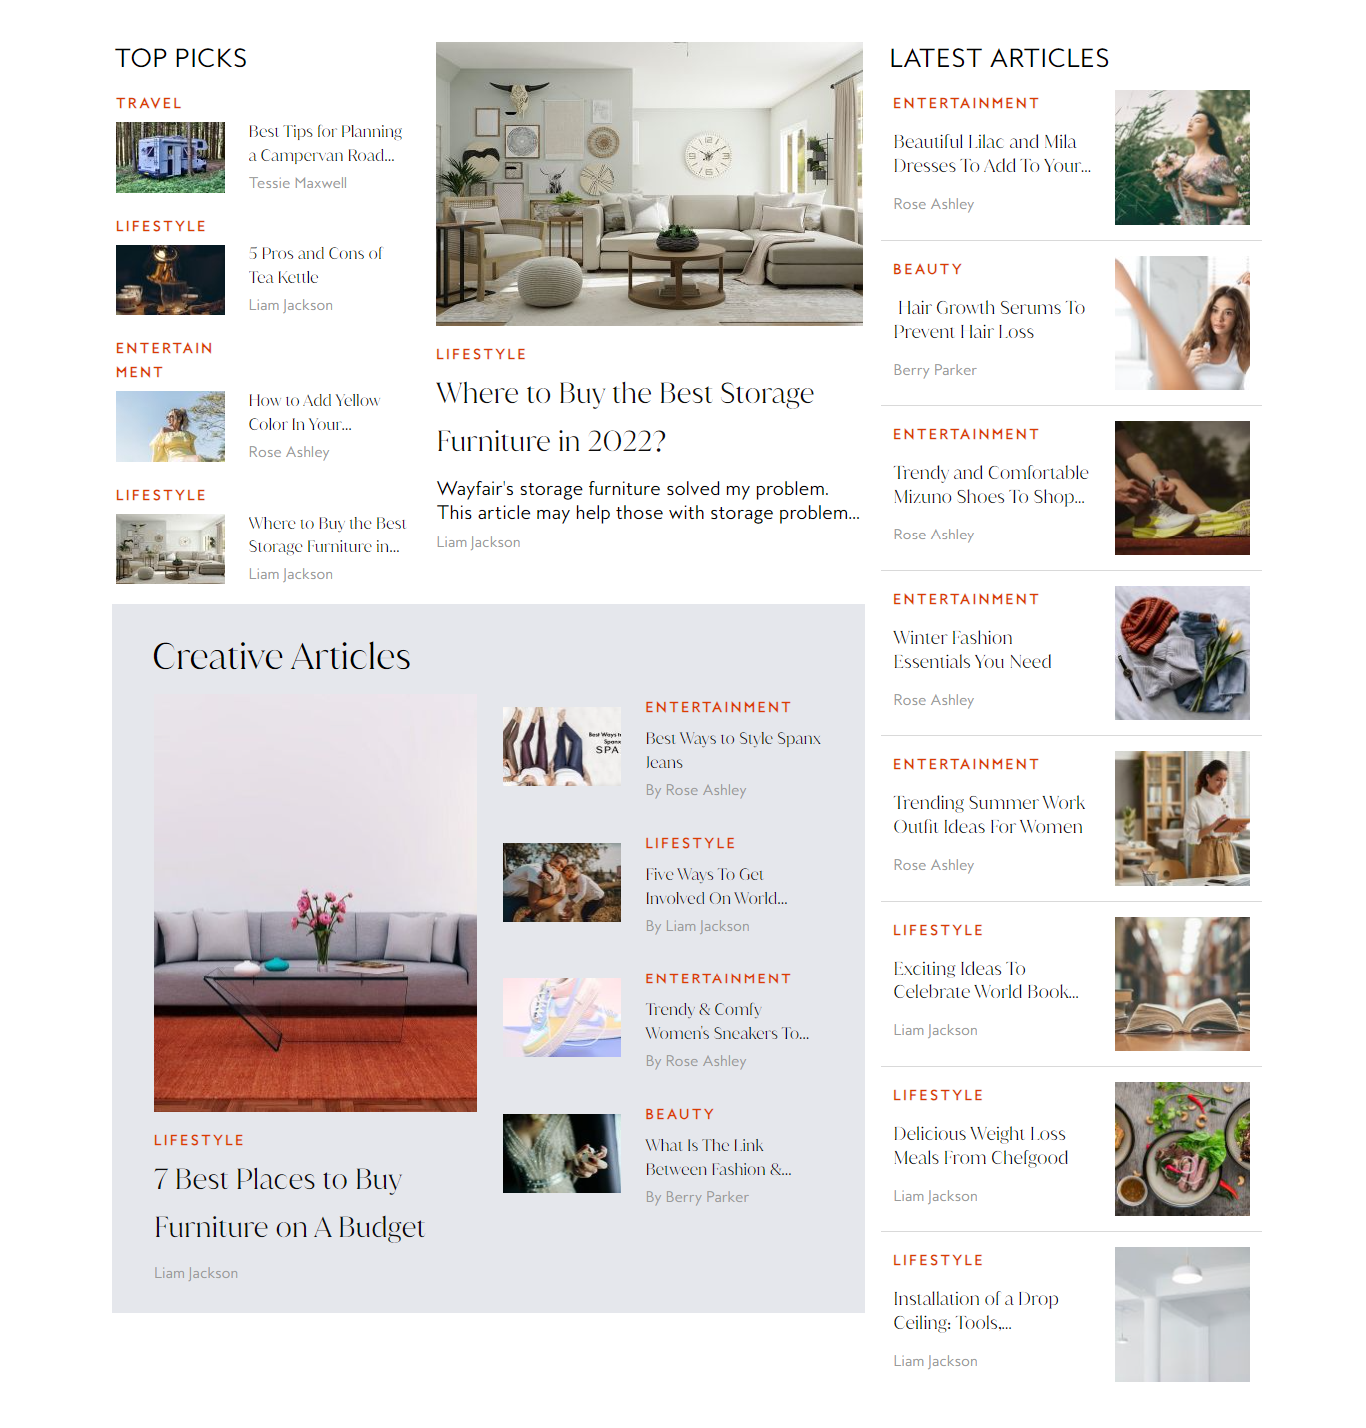 TOP PICKS
TRAVEL
Best Tips for Planning
a Campervan Road...
Tessie Maxwell
LIFESTYLE
5 Pros and Cons of
Tea Kettle
Liam Jackson
ENTERTAIN
MENT
How to Add Yellow
Color In Your...
Rose Ashley
LIFESTYLE
Where to Buy the Best
Storage Furniture in...
Liam Jackson
LIFESTYLE
Where to Buy the Best Storage
Furniture in 2022?
Wayfair's storage furniture solved my problem.
This article may help those with storage problem...
Liam Jackson
Creative Articles
LIFESTYLE
7 Best Places to Buy
Furniture on A Budget
Liam Jackson
Best Ways t
Spanx
SPA
ENTERTAINMENT
Best Ways to Style Spanx
Jeans
By Rose Ashley
LIFESTYLE
Five Ways To Get
Involved On World...
By Liam Jackson
ENTERTAINMENT
Trendy & Comfy
Women's Sneakers To...
By Rose Ashley
BEAUTY
What Is The Link
Between Fashion &...
By Berry Parker
LATEST ARTICLES
ENTERTAINMENT
Beautiful Lilac and Mila
Dresses To Add To Your...
Rose Ashley
BEAUTY
Hair Growth Serums To
Prevent Hair Loss
Berry Parker
ENTERTAINMENT
Trendy and Comfortable
Mizuno Shoes To Shop...
Rose Ashley
ENTERTAINMENT
Winter Fashion
Essentials You Need
Rose Ashley
ENTERTAINMENT
Trending Summer Work
Outfit Ideas For Women
Rose Ashley
LIFESTYLE
Exciting Ideas To
Celebrate World Book...
Liam Jackson
LIFESTYLE
Delicious Weight Loss
Meals From Chefgood
Liam Jackson
LIFESTYLE
Installation of a Drop
Ceiling: Tools,...
Liam Jackson